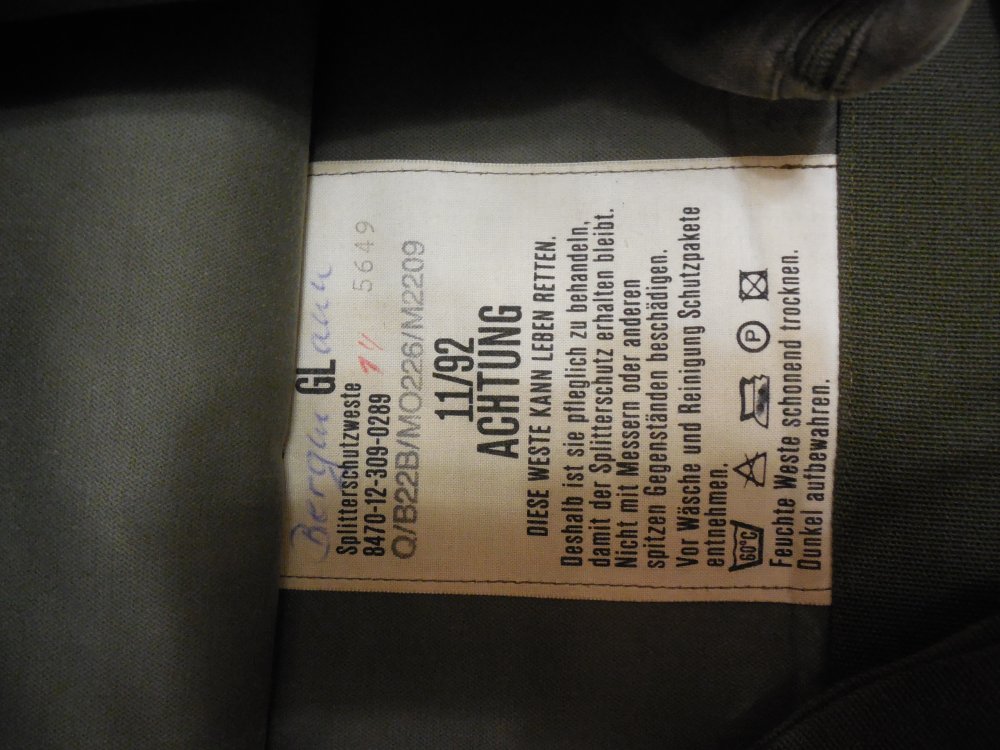 GL
Splitterschutzweste
8470-12-309-0289 14 5649
Q/B22B/MO226/M2209
11/92
ACHTUNG
DIESE WESTE KANN LEBEN RETTEN.
Deshalb ist sie pfleglich zu behandeln,
damit der Splitterschutz erhalten bleibt.
Nicht mit Messern oder anderen
spitzen Gegenständen beschädigen.
Vor Wäsche und Reinigung Schutzpakete
entnehmen.
60°C P
Feuchte Weste schonend trocknen.
Dunkel aufbewahren.